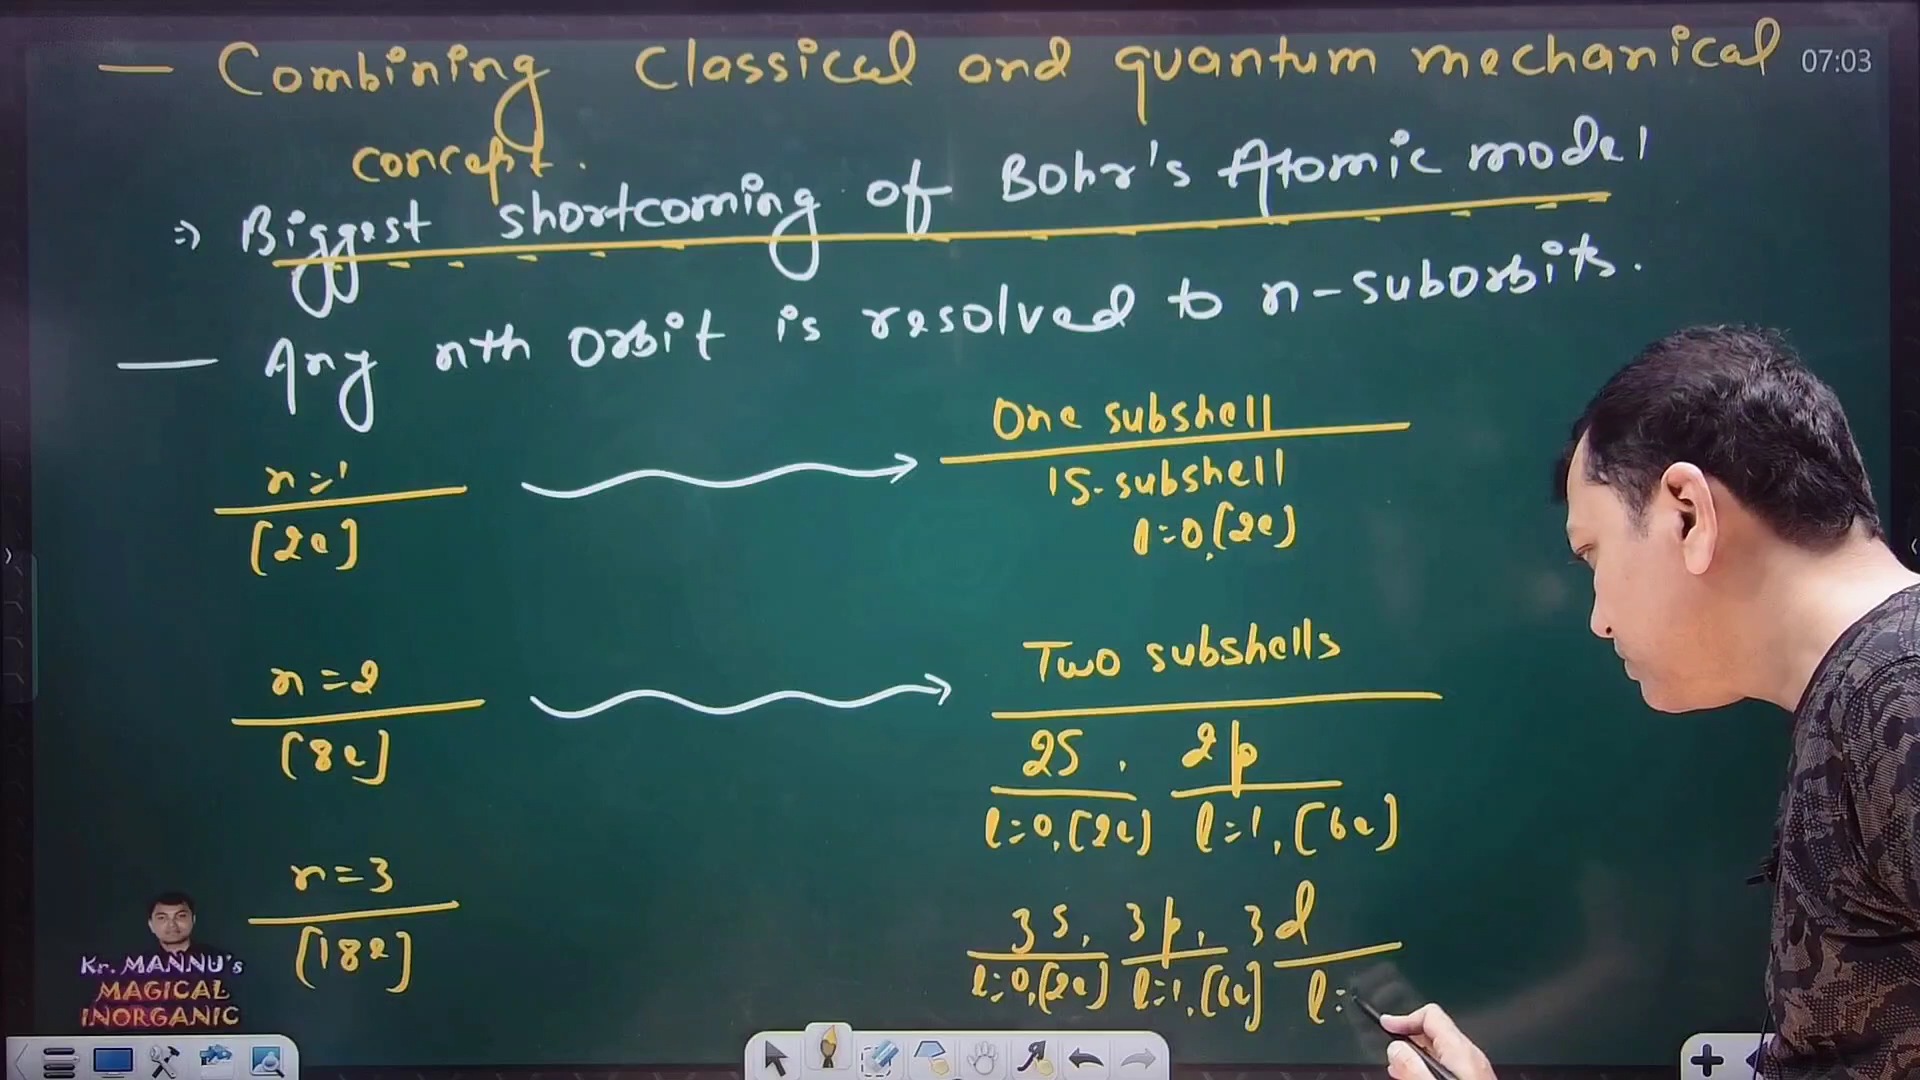 — Combining Classical and quantum mechanical
07:03
concept.
⇒ Biggest shortcoming of Bohr's Atomic model
— Any nth orbit is resolved to n-suborbits.
One subshell
n=1
1S-subshell
[2e]
l=0,[2e]
Two subshells
n=2
[8e]
2S, 2p
l=0,[2e] l=1,[6e]
n=3
3s, 3p, 3d
[18e]
l=0,[2e] l=1,[6e] l=
Kr. MANNU's
MAGICAL
INORGANIC